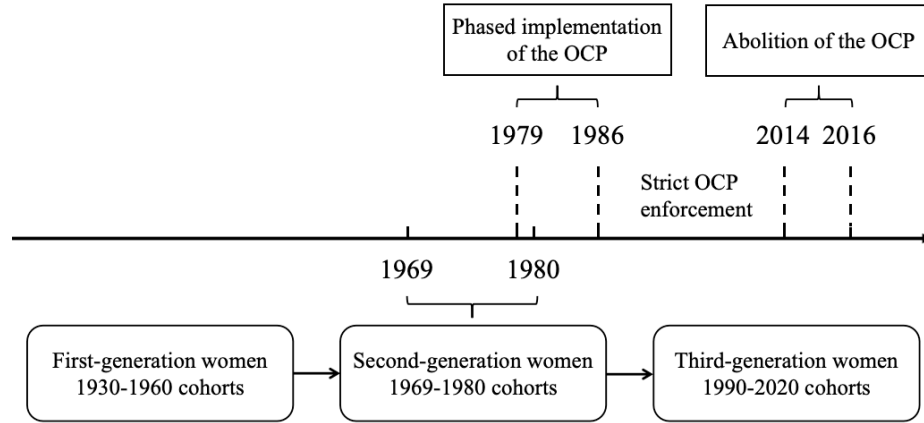 Phased implementation
of the OCP
Abolition of the OCP
1979 1986
2014 2016
Strict OCP
enforcement
1969 1980
First-generation women
1930-1960 cohorts
Second-generation women
1969-1980 cohorts
Third-generation women
1990-2020 cohorts